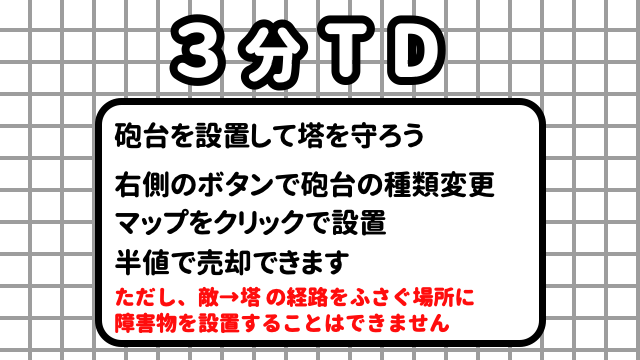 3分TD
砲台を設置して塔を守ろう
右側のボタンで砲台の種類変更
マップをクリックで設置
半値で売却できます
ただし、敵→塔の経路をふさぐ場所に
障害物を設置することはできません